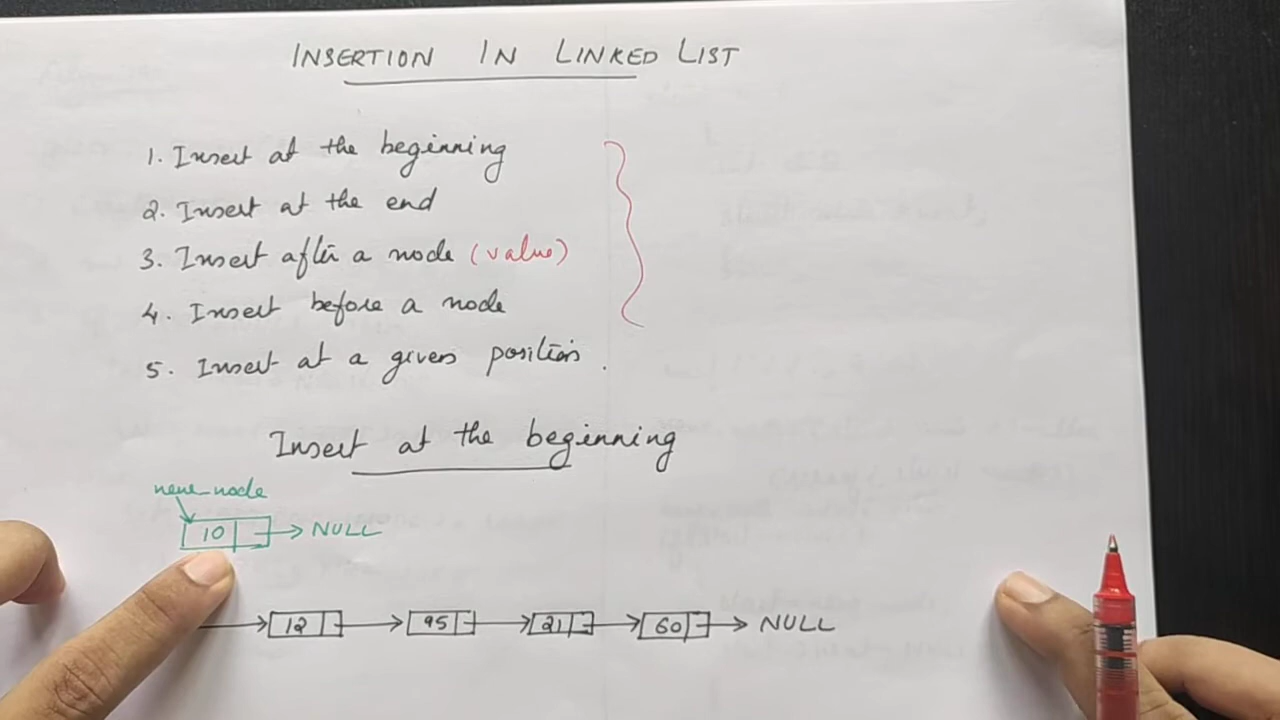 INSERTION IN LINKED LIST
1. Insert at the beginning
2. Insert at the end
3. Insert after a node (value)
4. Insert before a node
5. Insert at a given position.
Insert at the beginning
new_node
10 NULL
12 95 21 60 NULL